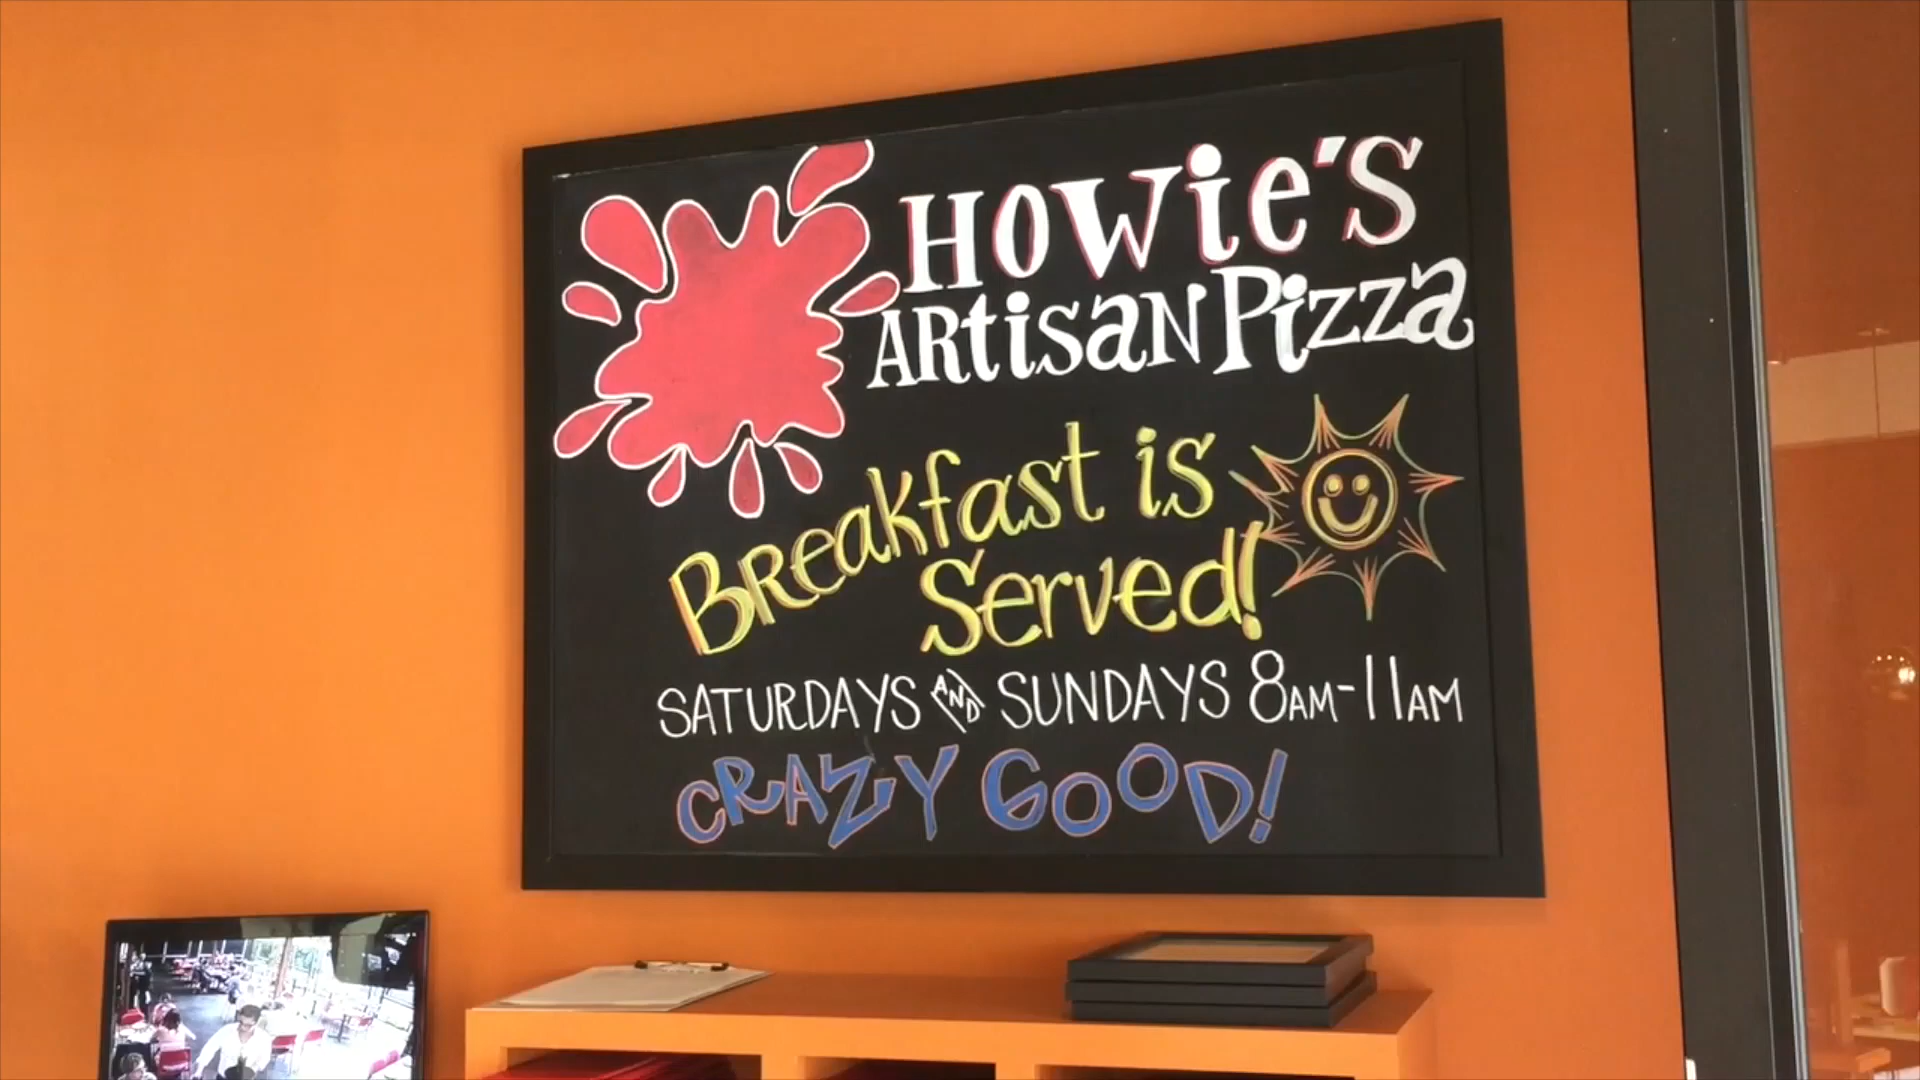 HOWie'S
ARtisaN Pizza
BReakfast is
Served!
SATURDAYS AND SUNDAYS 8AM-11AM
CRAZY GOOD!